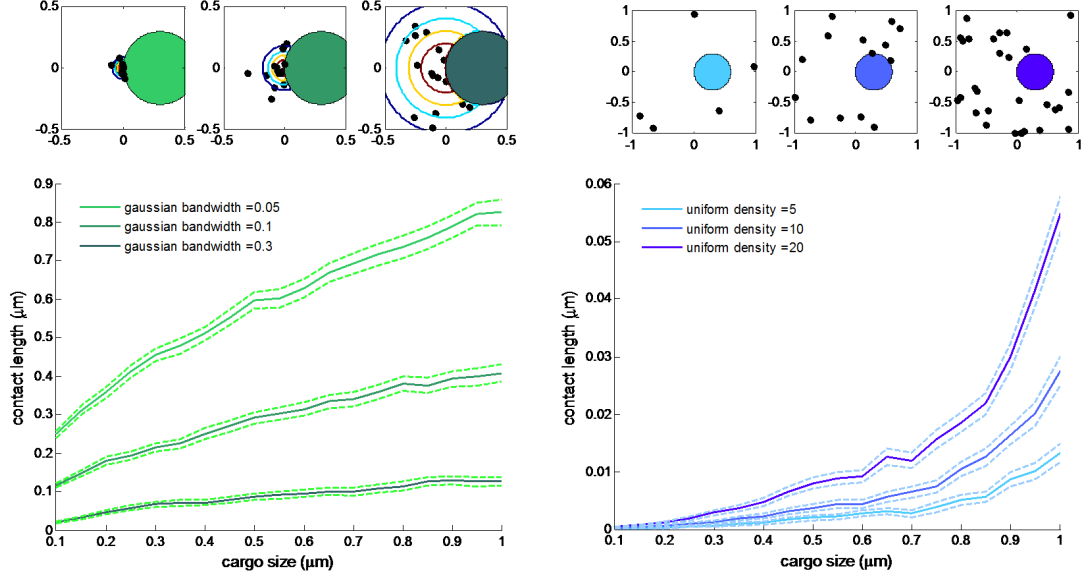 0.5
0
-0.5
-0.5 0 0.5
0.5
0
-0.5
-0.5 0 0.5
0.5
0
-0.5
-0.5 0 0.5
1
0.5
0
-0.5
-1
-1 0 1
1
0.5
0
-0.5
-1
-1 0 1
1
0.5
0
-0.5
-1
-1 0 1
0.9
0.8
0.7
0.6
0.5
0.4
0.3
0.2
0.1
0
contact length (μm)
gaussian bandwidth =0.05
gaussian bandwidth =0.1
gaussian bandwidth =0.3
0.1 0.2 0.3 0.4 0.5 0.6 0.7 0.8 0.9 1
cargo size (μm)
0.06
0.05
0.04
0.03
0.02
0.01
0.00
contact length (μm)
uniform density =5
uniform density =10
uniform density =20
0.1 0.2 0.3 0.4 0.5 0.6 0.7 0.8 0.9 1
cargo size (μm)